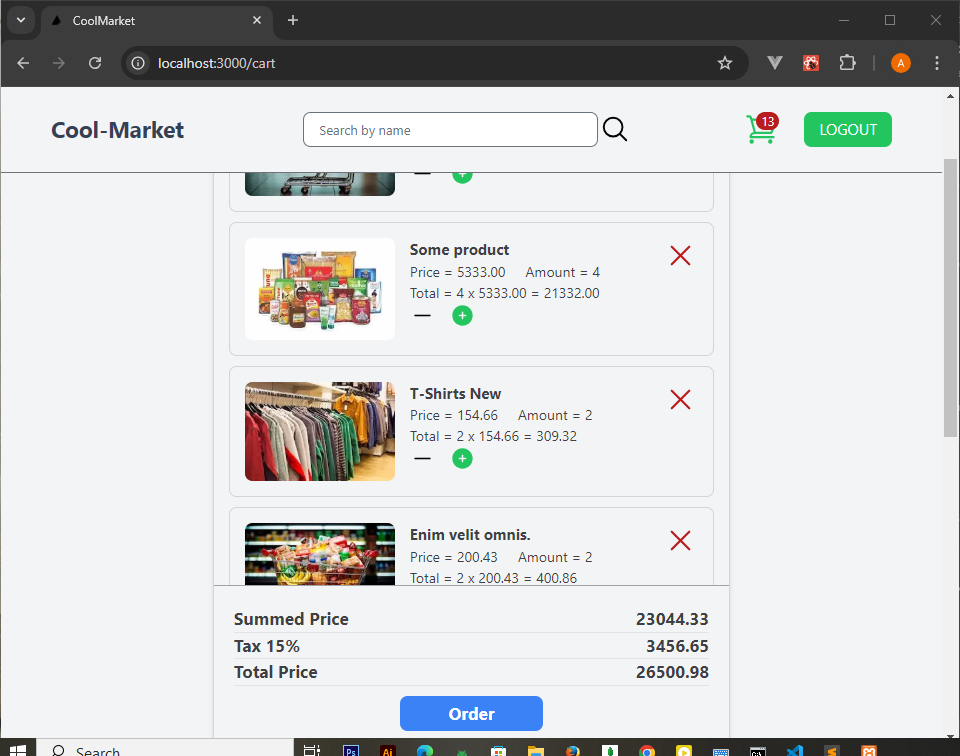 CoolMarket
localhost:3000/cart
A
Cool-Market
Search by name
13
LOGOUT
Some product
Price = 5333.00 Amount = 4
Total = 4 x 5333.00 = 21332.00
T-Shirts New
Price = 154.66 Amount = 2
Total = 2 x 154.66 = 309.32
Enim velit omnis.
Price = 200.43 Amount = 2
Total = 2 x 200.43 = 400.86
Summed Price 23044.33
Tax 15% 3456.65
Total Price 26500.98
Order
Search
Ps
Ai